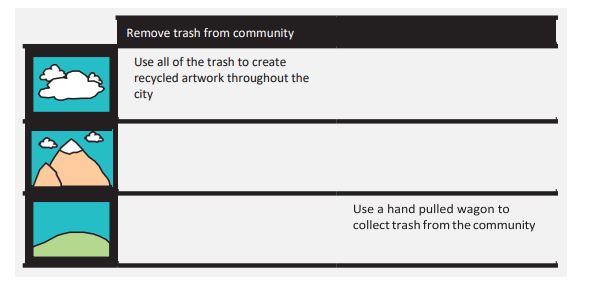 Remove trash from community
Use all of the trash to create
recycled artwork throughout the
city
Use a hand pulled wagon to
collect trash from the community